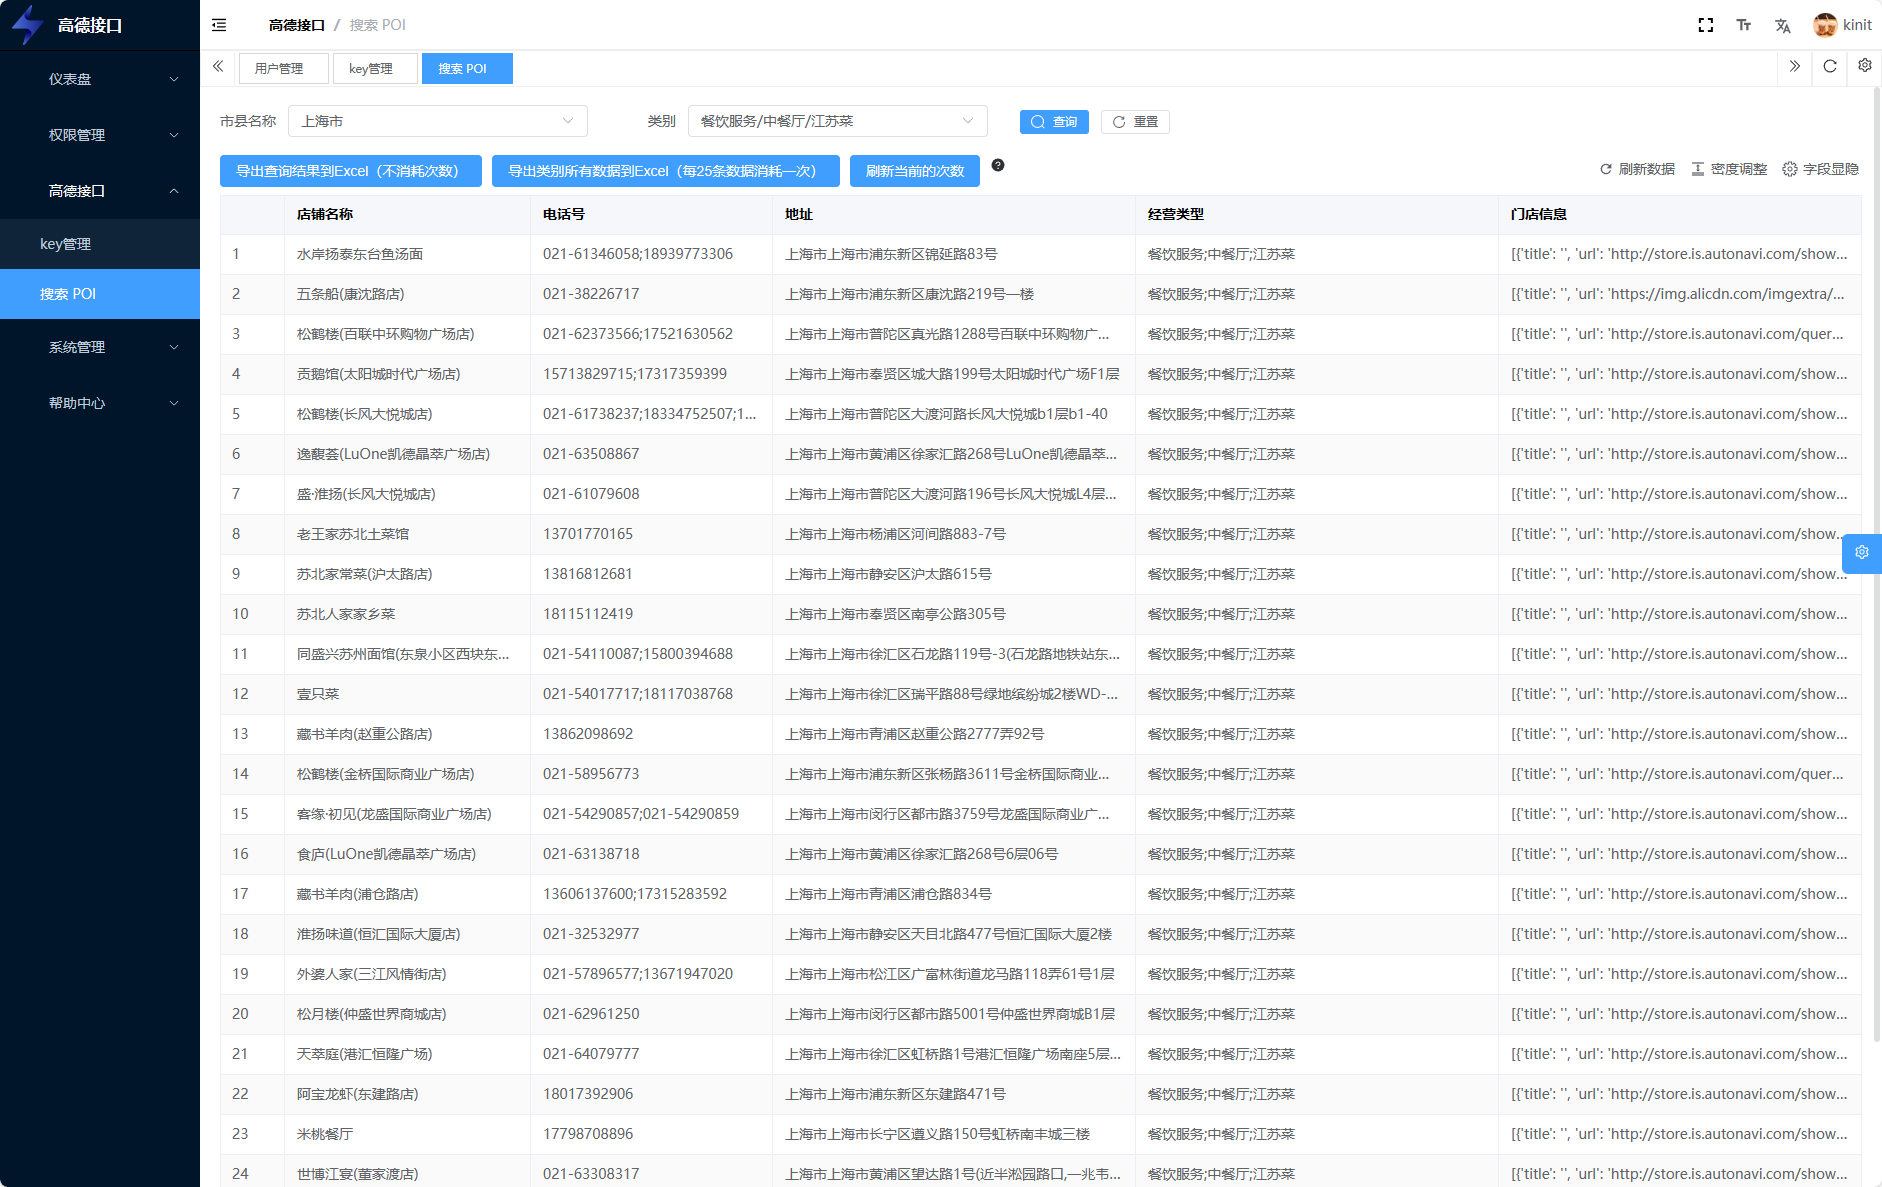 高德接口
高德接口 / 搜索 POI
kinit
仪表盘
权限管理
高德接口
key管理
搜索 POI
系统管理
帮助中心
用户管理 key管理 搜索 POI
市县名称 上海市 类别 餐饮服务/中餐厅/江苏菜 查询 重置
导出查询结果到Excel（不消耗次数） 导出类别所有数据到Excel（每25条数据消耗一次） 刷新当前的次数 刷新数据 密度调整 字段显隐
店铺名称 电话号 地址 经营类型 门店信息
1 水岸扬泰东台鱼汤面 021-61346058;18939773306 上海市上海市浦东新区锦延路83号 餐饮服务;中餐厅;江苏菜 [{'title': '', 'url': 'http://store.is.autonavi.com/show...
2 五条船(康沈路店) 021-38226717 上海市上海市浦东新区康沈路219号一楼 餐饮服务;中餐厅;江苏菜 [{'title': '', 'url': 'https://img.alicdn.com/imgextra/...
3 松鹤楼(百联中环购物广场店) 021-62373566;17521630562 上海市上海市普陀区真光路1288号百联中环购物广... 餐饮服务;中餐厅;江苏菜 [{'title': '', 'url': 'http://store.is.autonavi.com/quer...
4 贡鹅馆(太阳城时代广场店) 15713829715;17317359399 上海市上海市奉贤区城大路199号太阳城时代广场F1层 餐饮服务;中餐厅;江苏菜 [{'title': '', 'url': 'http://store.is.autonavi.com/show...
5 松鹤楼(长风大悦城店) 021-61738237;18334752507;1... 上海市上海市普陀区大渡河路长风大悦城b1层b1-40 餐饮服务;中餐厅;江苏菜 [{'title': '', 'url': 'http://store.is.autonavi.com/show...
6 逸馥荟(LuOne凯德晶萃广场店) 021-63508867 上海市上海市黄浦区徐家汇路268号LuOne凯德晶萃... 餐饮服务;中餐厅;江苏菜 [{'title': '', 'url': 'http://store.is.autonavi.com/show...
7 盛·淮扬(长风大悦城店) 021-61079608 上海市上海市普陀区大渡河路196号长风大悦城L4层... 餐饮服务;中餐厅;江苏菜 [{'title': '', 'url': 'http://store.is.autonavi.com/show...
8 老王家苏北土菜馆 13701770165 上海市上海市杨浦区河间路883-7号 餐饮服务;中餐厅;江苏菜 [{'title': '', 'url': 'http://store.is.autonavi.com/show...
9 苏北家常菜(沪太路店) 13816812681 上海市上海市静安区沪太路615号 餐饮服务;中餐厅;江苏菜 [{'title': '', 'url': 'http://store.is.autonavi.com/show...
10 苏北人家家乡菜 18115112419 上海市上海市奉贤区南亭公路305号 餐饮服务;中餐厅;江苏菜 [{'title': '', 'url': 'http://store.is.autonavi.com/show...
11 同盛兴苏州面馆(东泉小区西块东... 021-54110087;15800394688 上海市上海市徐汇区石龙路119号-3(石龙路地铁站东... 餐饮服务;中餐厅;江苏菜 [{'title': '', 'url': 'http://store.is.autonavi.com/show...
12 壹只菜 021-54017717;18117038768 上海市上海市徐汇区瑞平路88号绿地缤纷城2楼WD-... 餐饮服务;中餐厅;江苏菜 [{'title': '', 'url': 'http://store.is.autonavi.com/show...
13 藏书羊肉(赵重公路店) 13862098692 上海市上海市青浦区赵重公路2777弄92号 餐饮服务;中餐厅;江苏菜 [{'title': '', 'url': 'http://store.is.autonavi.com/show...
14 松鹤楼(金桥国际商业广场店) 021-58956773 上海市上海市浦东新区张杨路3611号金桥国际商业... 餐饮服务;中餐厅;江苏菜 [{'title': '', 'url': 'http://store.is.autonavi.com/quer...
15 客缘·初见(龙盛国际商业广场店) 021-54290857;021-54290859 上海市上海市闵行区都市路3759号龙盛国际商业广... 餐饮服务;中餐厅;江苏菜 [{'title': '', 'url': 'http://store.is.autonavi.com/show...
16 食庐(LuOne凯德晶萃广场店) 021-63138718 上海市上海市黄浦区徐家汇路268号6层06号 餐饮服务;中餐厅;江苏菜 [{'title': '', 'url': 'http://store.is.autonavi.com/show...
17 藏书羊肉(浦仓路店) 13606137600;17315283592 上海市上海市青浦区浦仓路834号 餐饮服务;中餐厅;江苏菜 [{'title': '', 'url': 'http://store.is.autonavi.com/show...
18 淮扬味道(恒汇国际大厦店) 021-32532977 上海市上海市静安区天目北路477号恒汇国际大厦2楼 餐饮服务;中餐厅;江苏菜 [{'title': '', 'url': 'http://store.is.autonavi.com/show...
19 外婆人家(三江风情街店) 021-57896577;13671947020 上海市上海市松江区广富林街道龙马路118弄61号1层 餐饮服务;中餐厅;江苏菜 [{'title': '', 'url': 'http://store.is.autonavi.com/show...
20 松月楼(仲盛世界商城店) 021-62961250 上海市上海市闵行区都市路5001号仲盛世界商城B1层 餐饮服务;中餐厅;江苏菜 [{'title': '', 'url': 'http://store.is.autonavi.com/show...
21 天萃庭(港汇恒隆广场) 021-64079777 上海市上海市徐汇区虹桥路1号港汇恒隆广场南座5层... 餐饮服务;中餐厅;江苏菜 [{'title': '', 'url': 'http://store.is.autonavi.com/show...
22 阿宝龙虾(东建路店) 18017392906 上海市上海市浦东新区东建路471号 餐饮服务;中餐厅;江苏菜 [{'title': '', 'url': 'http://store.is.autonavi.com/show...
23 米桃餐厅 17798708896 上海市上海市长宁区遵义路150号虹桥南丰城三楼 餐饮服务;中餐厅;江苏菜 [{'title': '', 'url': 'http://store.is.autonavi.com/show...
24 世博江宴(董家渡店) 021-63308317 上海市上海市黄浦区望达路1号(近半淞园路口,一兆韦... 餐饮服务;中餐厅;江苏菜 [{'title': '', 'url': 'http://store.is.autonavi.com/show...